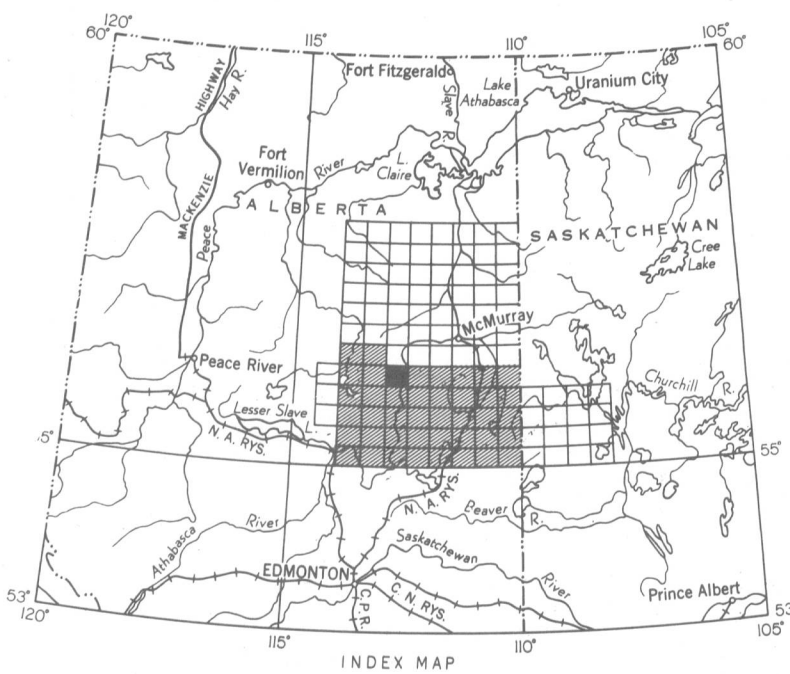 120°
60°
115°
110°
105°
60°
HIGHWAY
Hay R.
Fort Fitzgerald
Slave R.
Lake
Athabasca
Uranium City
Fort
Vermilion
River
L.
Claire
MACKENZIE
Peace
ALBERTA
SASKATCHEWAN
Cree
Lake
McMurray
Peace River
Churchill
R.
Lesser Slave
L.
N. A. RYS.
5°
55°
N. A. RYS.
Beaver
R.
River
Athabasca
Saskatchewan
River
EDMONTON
C. N. RYS.
C.P.R.
Prince Albert
53°
120°
115°
110°
53
105°
INDEX MAP